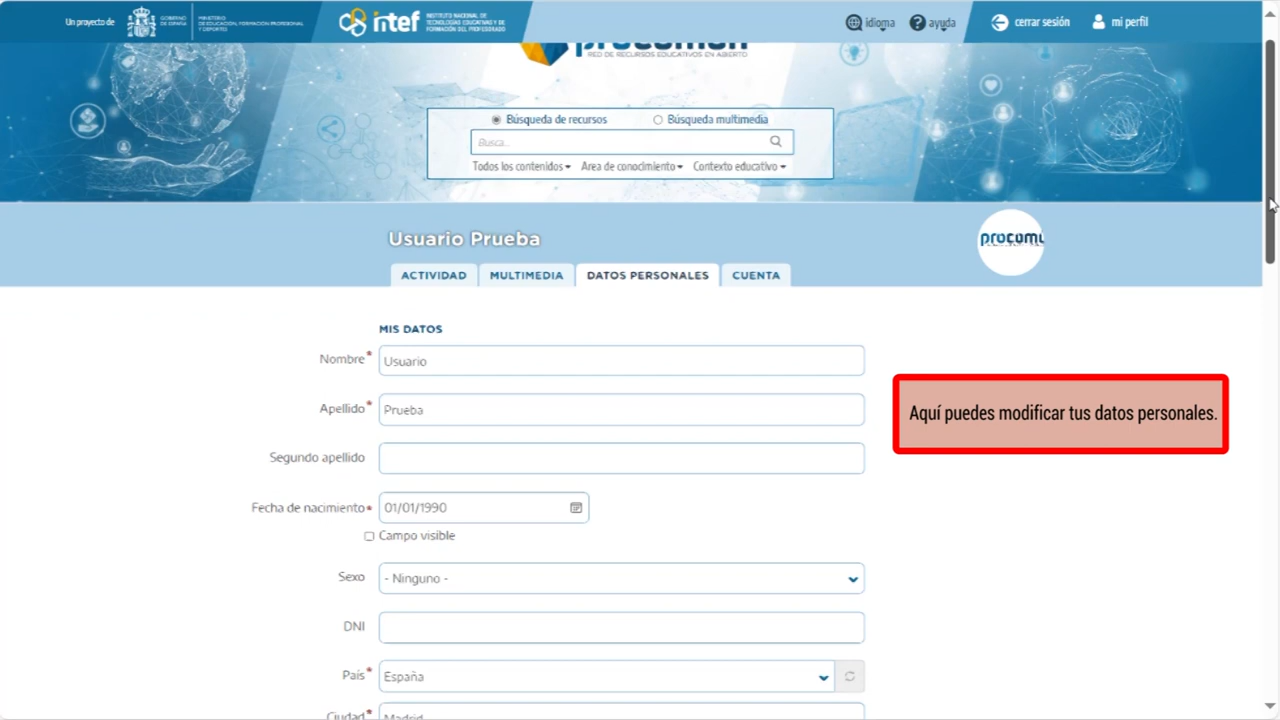 Un proyecto de
GOBIERNO
DE ESPAÑA
MINISTERIO
DE EDUCACIÓN, FORMACIÓN PROFESIONAL
Y DEPORTES
intef
INSTITUTO NACIONAL DE
TECNOLOGÍAS EDUCATIVAS Y DE
FORMACIÓN DEL PROFESORADO
idioma
ayuda
cerrar sesión
mi perfil
procomún
RED DE RECURSOS EDUCATIVOS EN ABIERTO
Búsqueda de recursos
Búsqueda multimedia
Busca...
Todos los contenidos
Area de conocimiento
Contexto educativo
Usuario Prueba
procomú
ACTIVIDAD
MULTIMEDIA
DATOS PERSONALES
CUENTA
MIS DATOS
Nombre*
Usuario
Aquí puedes modificar tus datos personales.
Apellido*
Prueba
Segundo apellido
Fecha de nacimiento*
01/01/1990
Campo visible
Sexo
- Ninguno -
DNI
País*
España
Ciudad*
Madrid